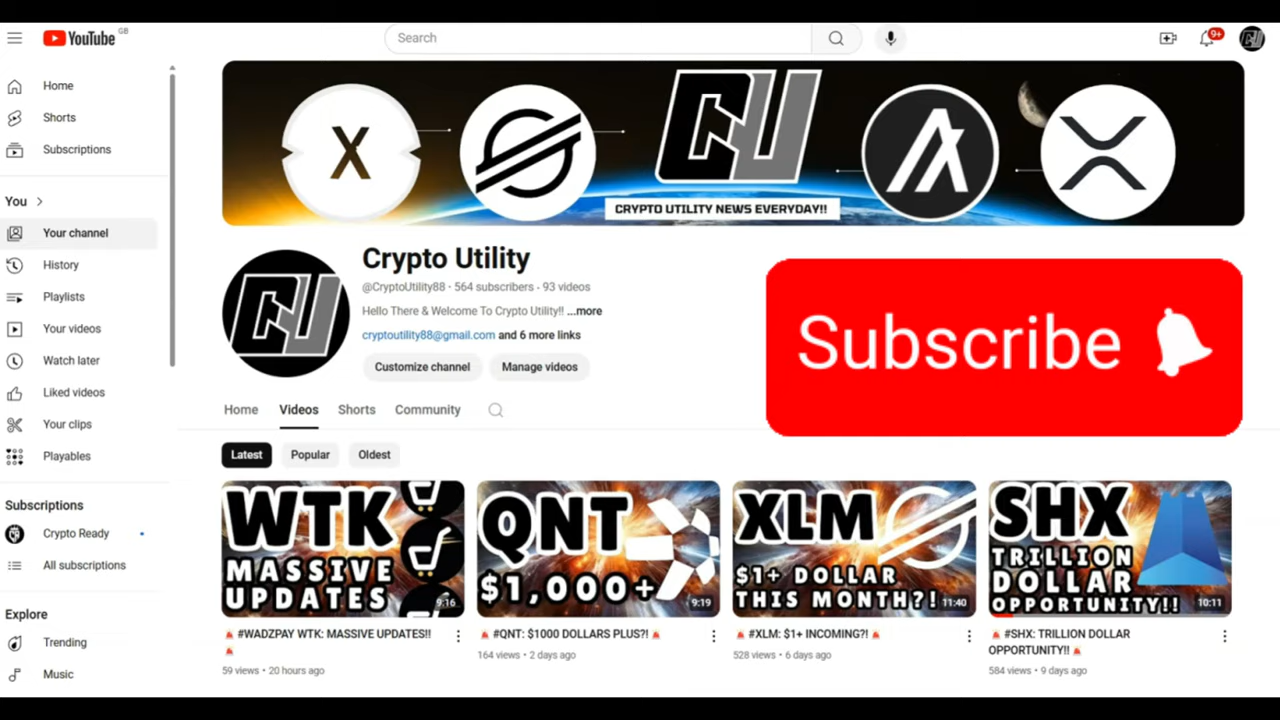 YouTube GB
Search
9+
Home
Shorts
Subscriptions
You
Your channel
History
Playlists
Your videos
Watch later
Liked videos
Your clips
Playables
Subscriptions
Crypto Ready
All subscriptions
Explore
Trending
Music
X
CU
CRYPTO UTILITY NEWS EVERYDAY!!
CU
Crypto Utility
@CryptoUtility88 · 564 subscribers · 93 videos
Hello There & Welcome To Crypto Utility!! ...more
cryptoutility88@gmail.com and 6 more links
Customize channel Manage videos
Subscribe
Home Videos Shorts Community
Latest Popular Oldest
WTK
MASSIVE
UPDATES
9:16
#WADZPAY WTK: MASSIVE UPDATES!!
59 views • 20 hours ago
QNT
$1,000+
9:19
#QNT: $1000 DOLLARS PLUS?!
164 views • 2 days ago
XLM
$1+ DOLLAR
THIS MONTH?!
11:40
#XLM: $1+ INCOMING?!
528 views • 6 days ago
SHX
TRILLION
DOLLAR
OPPORTUNITY!!
10:11
#SHX: TRILLION DOLLAR
OPPORTUNITY!!
584 views • 9 days ago